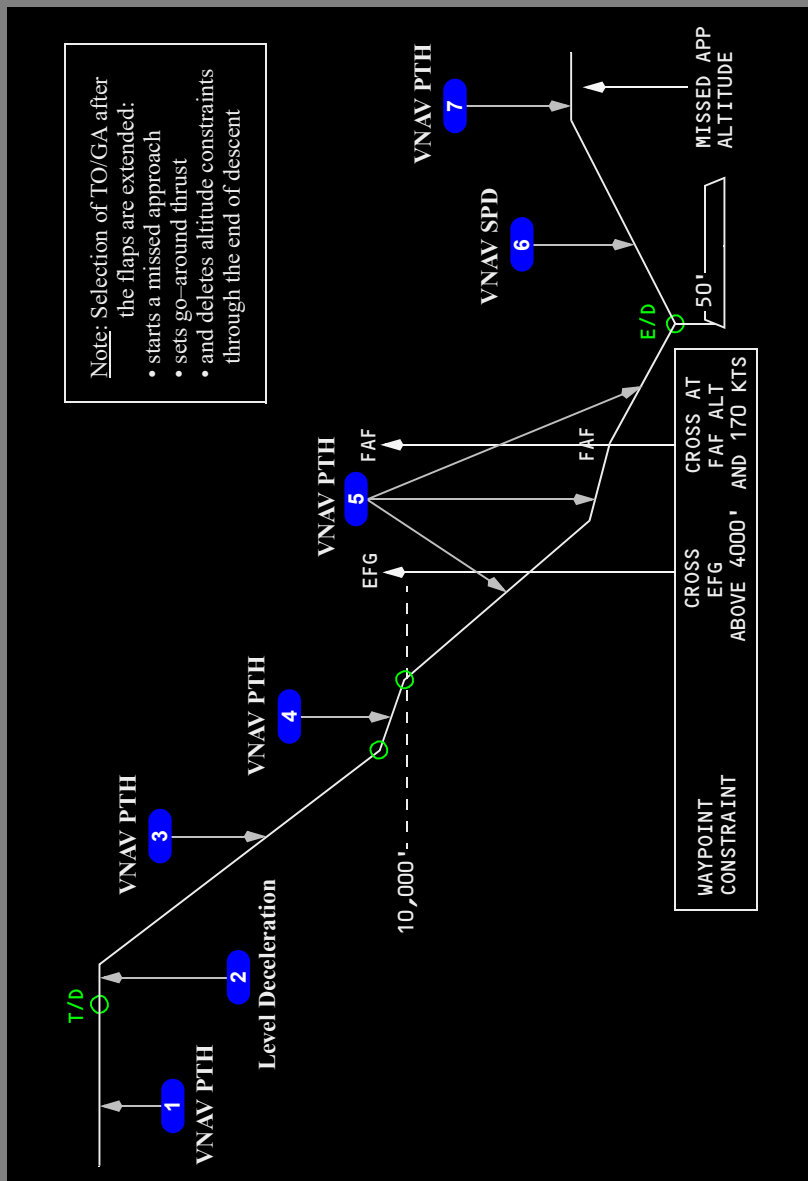 Note: Selection of TO/GA after
the flaps are extended:
• starts a missed approach
• sets go–around thrust
• and deletes altitude constraints
through the end of descent
T/D
1
VNAV PTH
2
Level Deceleration
VNAV PTH
3
VNAV PTH
4
10,000'
VNAV PTH
5
EFG
FAF
FAF
E/D
50'
VNAV SPD
6
VNAV PTH
7
MISSED APP
ALTITUDE
WAYPOINT
CONSTRAINT
CROSS
EFG
ABOVE 4000'
CROSS AT
FAF ALT
AND 170 KTS